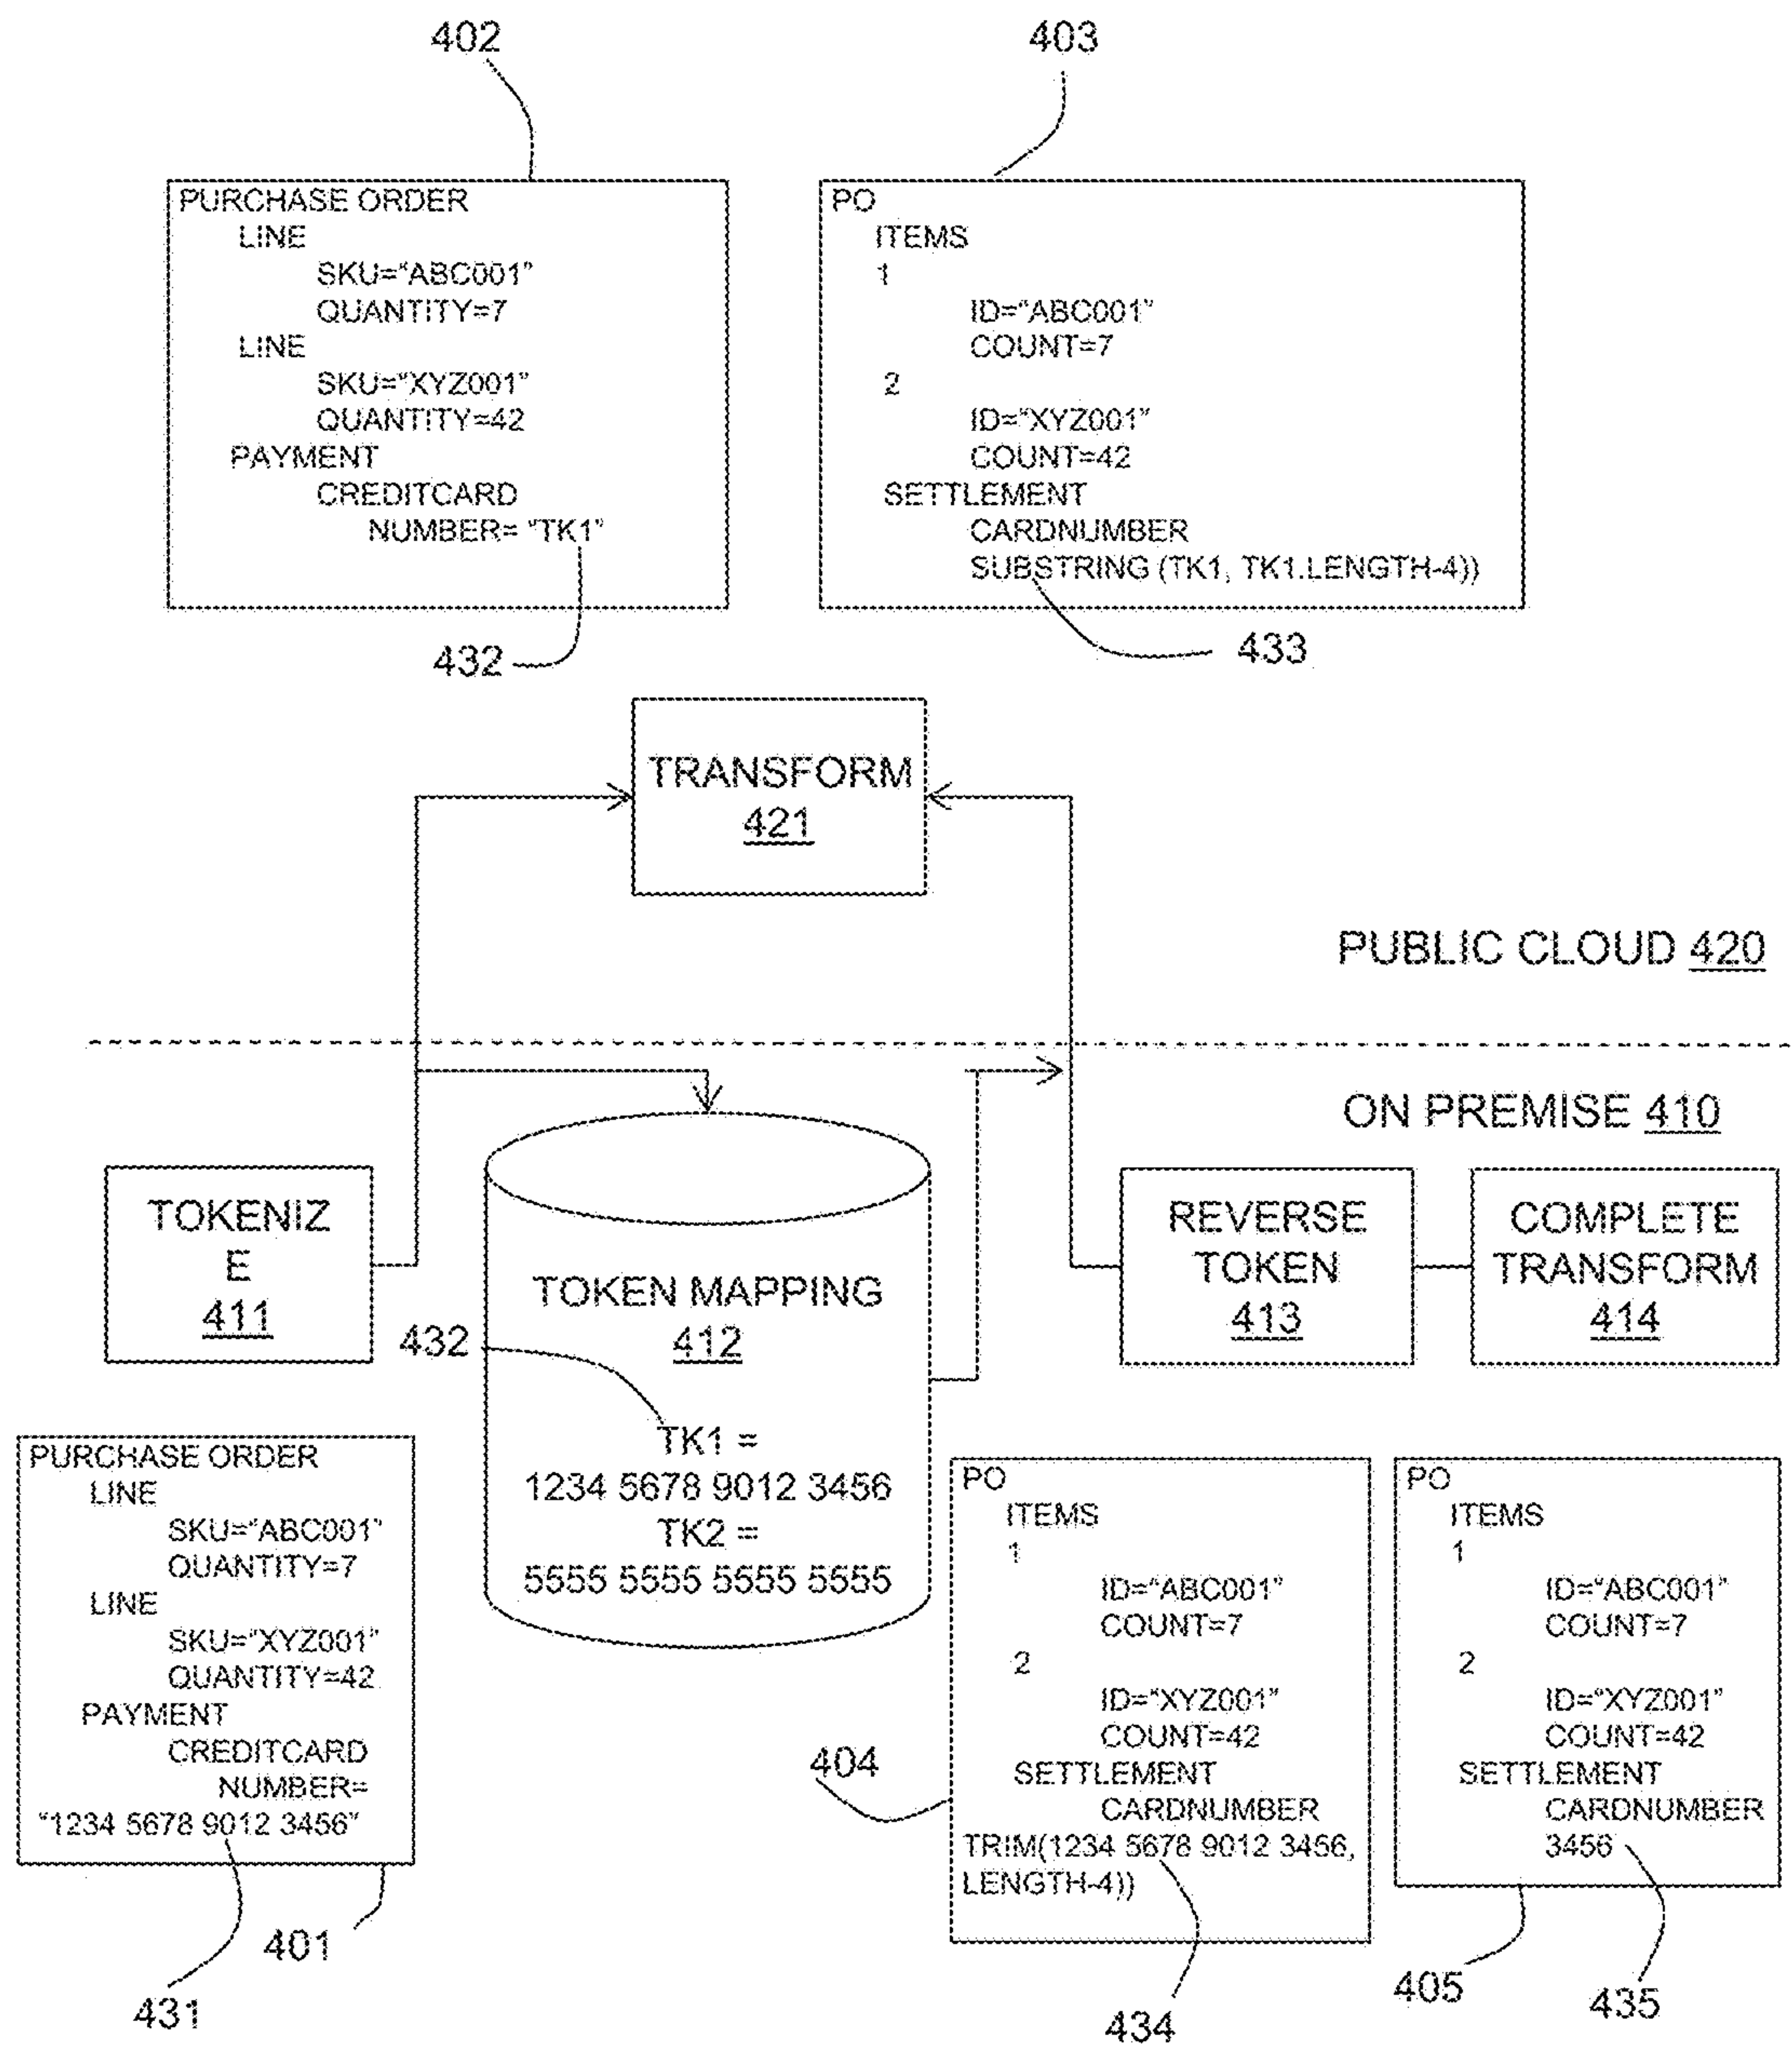 402
403
PURCHASE ORDER
LINE
SKU="ABC001"
QUANTITY=7
LINE
SKU="XYZ001"
QUANTITY=42
PAYMENT
CREDITCARD
NUMBER= "TK1"
PO
ITEMS
1
ID="ABC001"
COUNT=7
2
ID="XYZ001"
COUNT=42
SETTLEMENT
CARDNUMBER
SUBSTRING (TK1, TK1.LENGTH-4))
432
433
TRANSFORM
421
PUBLIC CLOUD 420
ON PREMISE 410
TOKENIZ
E
411
TOKEN MAPPING
412
432
TK1 =
1234 5678 9012 3456
TK2 =
5555 5555 5555 5555
REVERSE
TOKEN
413
COMPLETE
TRANSFORM
414
PURCHASE ORDER
LINE
SKU="ABC001"
QUANTITY=7
LINE
SKU="XYZ001"
QUANTITY=42
PAYMENT
CREDITCARD
NUMBER=
"1234 5678 9012 3456"
401
431
PO
ITEMS
1
ID="ABC001"
COUNT=7
2
ID="XYZ001"
COUNT=42
SETTLEMENT
CARDNUMBER
TRIM(1234 5678 9012 3456,
LENGTH-4))
404
434
PO
ITEMS
1
ID="ABC001"
COUNT=7
2
ID="XYZ001"
COUNT=42
SETTLEMENT
CARDNUMBER
3456
405
435